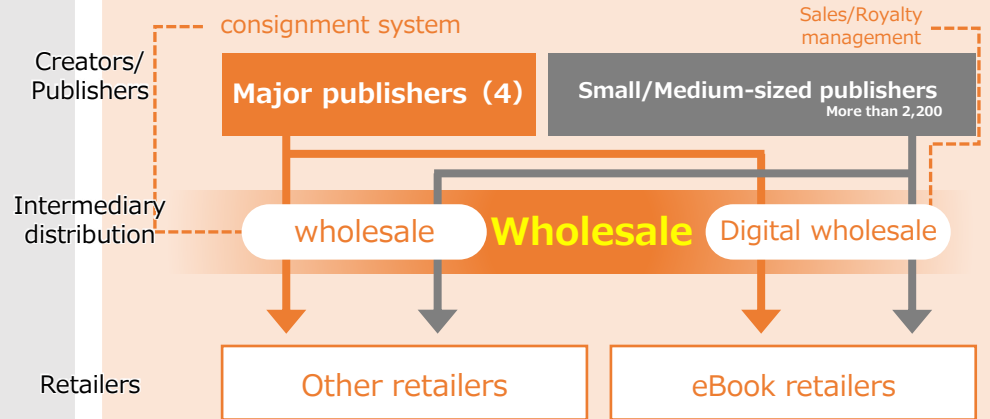 consignment system
Sales/Royalty
management
Creators/
Publishers
Major publishers（4）
Small/Medium-sized publishers
More than 2,200
Intermediary
distribution
wholesale
Wholesale
Digital wholesale
Retailers
Other retailers
eBook retailers